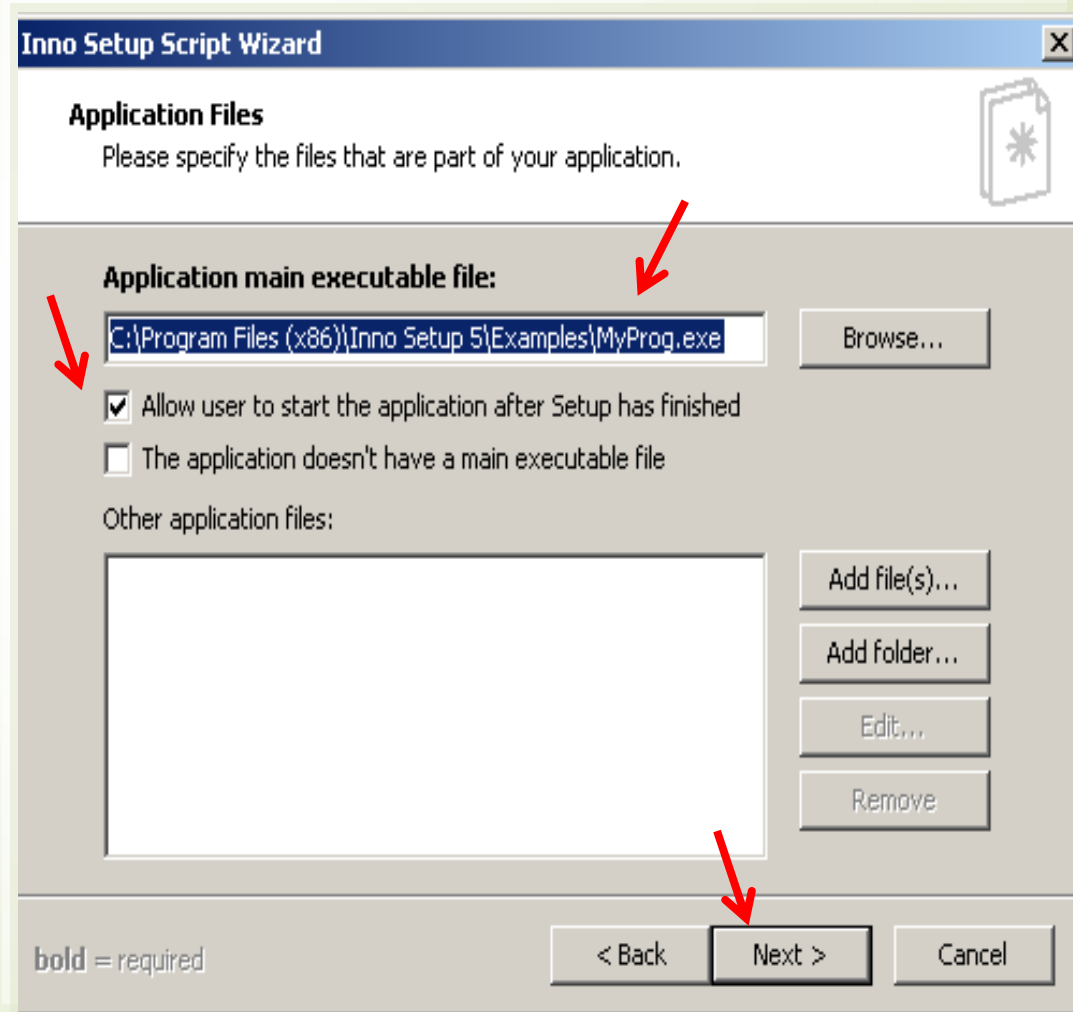 Inno Setup Script Wizard
Application Files
Please specify the files that are part of your application.
Application main executable file:
C:\Program Files (x86)\Inno Setup 5\Examples\MyProg.exe
Browse...
Allow user to start the application after Setup has finished
The application doesn't have a main executable file
Other application files:
Add file(s)...
Add folder...
Edit...
Remove
bold = required
< Back
Next >
Cancel